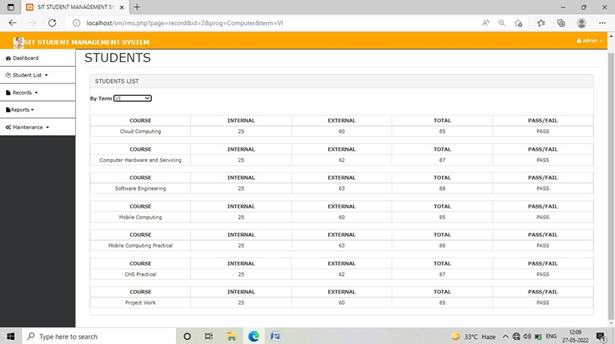 SIT STUDENT MANAGEMENT SY
localhost/sm/rms.php?page=record&id=2&prog=Computer&term=VI
SIT STUDENT MANAGEMENT SYSTEM
admin
Dashboard
Student List
Records
Reports
Maintenance
STUDENTS
STUDENTS LIST
By Term VI
COURSE INTERNAL EXTERNAL TOTAL PASS/FAIL
Cloud Computing 25 60 85 PASS
COURSE INTERNAL EXTERNAL TOTAL PASS/FAIL
Computer Hardware and Servicing 25 62 87 PASS
COURSE INTERNAL EXTERNAL TOTAL PASS/FAIL
Software Engineering 25 63 88 PASS
COURSE INTERNAL EXTERNAL TOTAL PASS/FAIL
Mobile Computing 25 60 85 PASS
COURSE INTERNAL EXTERNAL TOTAL PASS/FAIL
Mobile Computing Practical 25 63 88 PASS
COURSE INTERNAL EXTERNAL TOTAL PASS/FAIL
CHS Practical 25 62 87 PASS
COURSE INTERNAL EXTERNAL TOTAL PASS/FAIL
Project Work 25 60 85 PASS
Type here to search
33°C Haze
ENG
12:09
27-05-2022